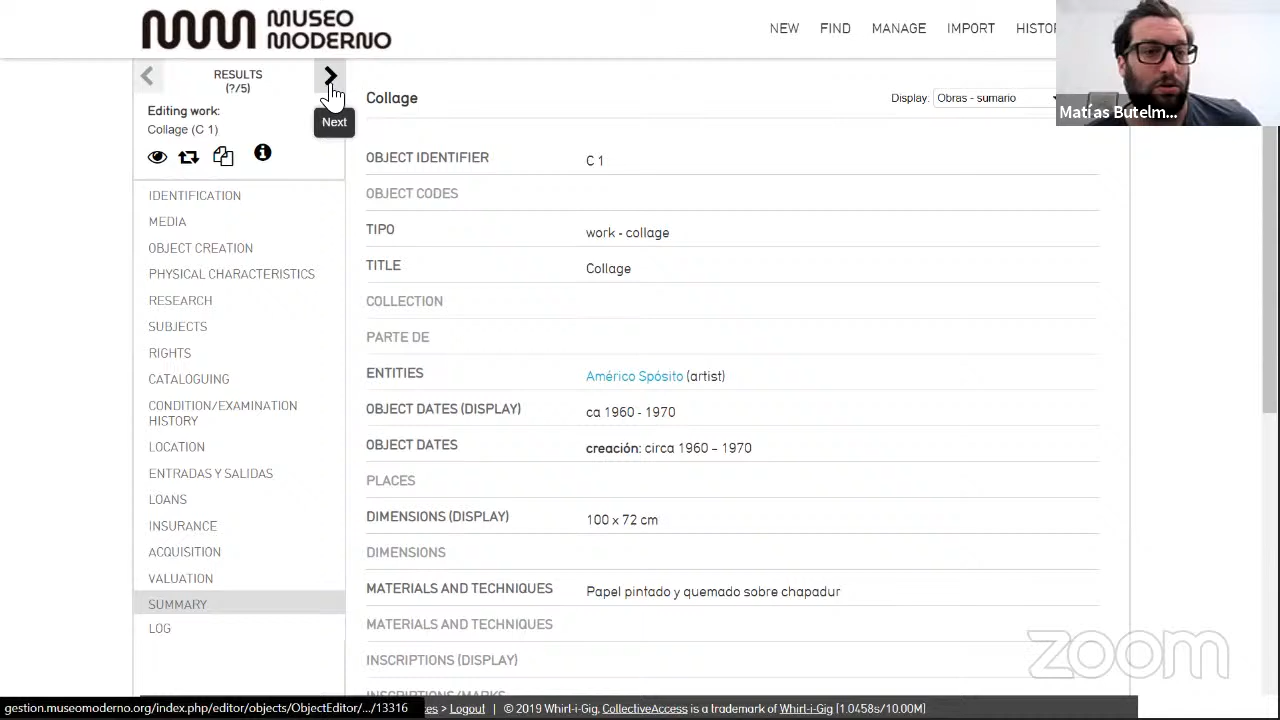 MUSEO
MODERNO
NEW FIND MANAGE IMPORT HISTO
Matías Butelm...
RESULTS
(?/5)
Next
Editing work:
Collage (C 1)
IDENTIFICATION
MEDIA
OBJECT CREATION
PHYSICAL CHARACTERISTICS
RESEARCH
SUBJECTS
RIGHTS
CATALOGUING
CONDITION/EXAMINATION
HISTORY
LOCATION
ENTRADAS Y SALIDAS
LOANS
INSURANCE
ACQUISITION
VALUATION
SUMMARY
LOG
Collage
Display: Obras - sumario
OBJECT IDENTIFIER C 1
OBJECT CODES
TIPO work - collage
TITLE Collage
COLLECTION
PARTE DE
ENTITIES Américo Spósito (artist)
OBJECT DATES (DISPLAY) ca 1960 - 1970
OBJECT DATES creación: circa 1960 – 1970
PLACES
DIMENSIONS (DISPLAY) 100 x 72 cm
DIMENSIONS
MATERIALS AND TECHNIQUES Papel pintado y quemado sobre chapadur
MATERIALS AND TECHNIQUES
INSCRIPTIONS (DISPLAY)
INSCRIPTIONS (MARKS
zoom
gestion.museomoderno.org/index.php/editor/objects/ObjectEditor/.../13316
es > Logout | © 2019 Whirl-i-Gig, CollectiveAccess is a trademark of Whirl-i-Gig [1.0458s/10.00M]